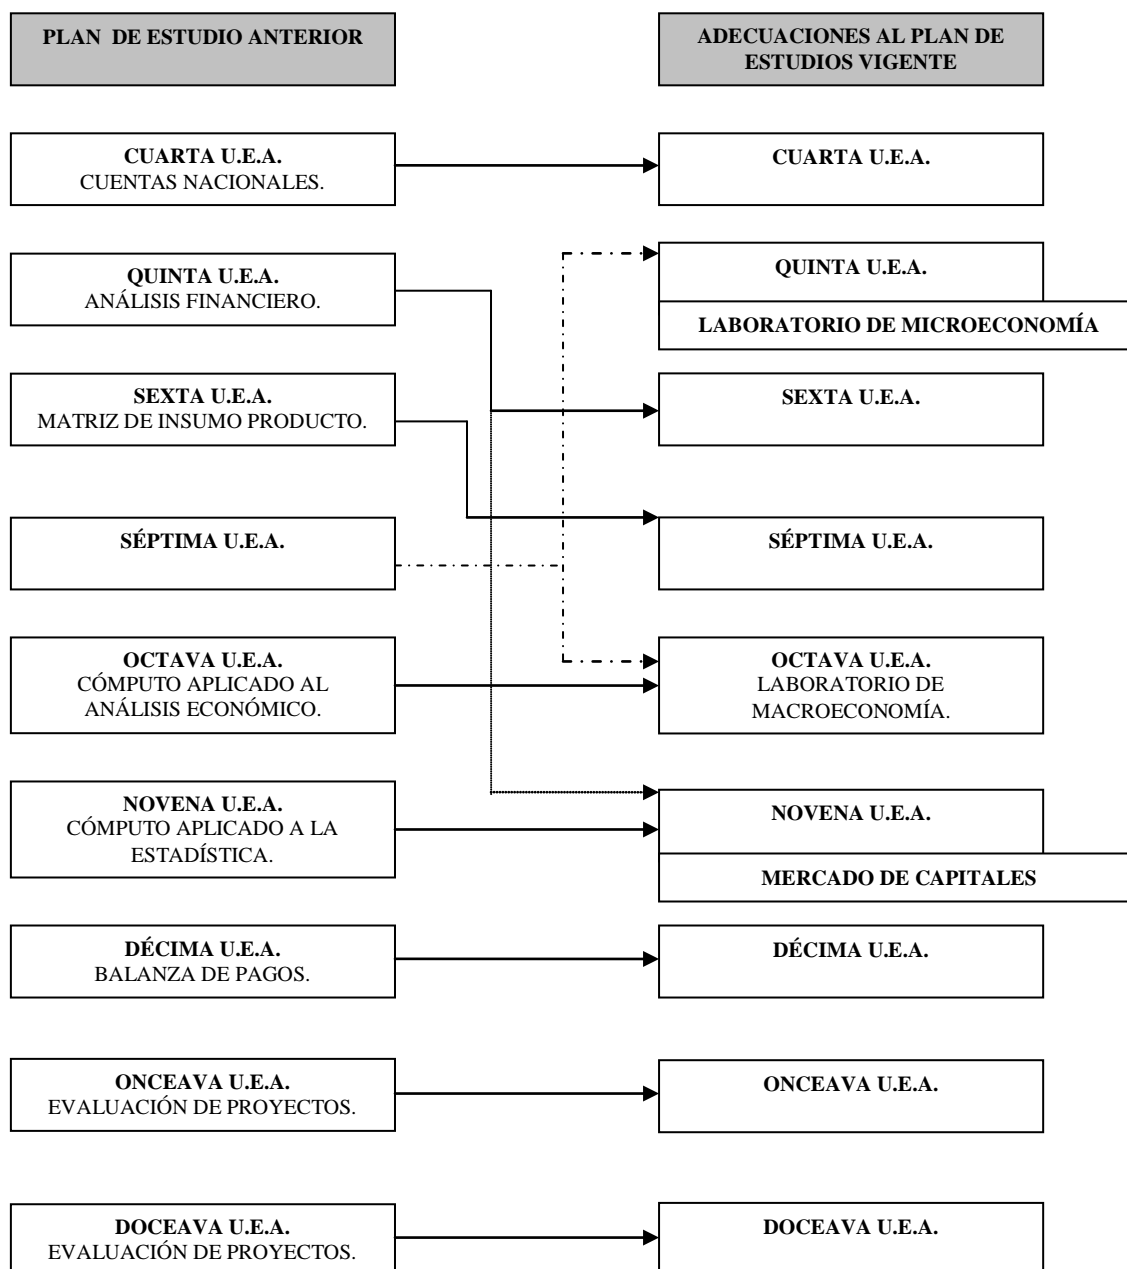 PLAN DE ESTUDIO ANTERIOR
ADECUACIONES AL PLAN DE
ESTUDIOS VIGENTE
CUARTA U.E.A.
CUENTAS NACIONALES.
CUARTA U.E.A.
QUINTA U.E.A.
ANÁLISIS FINANCIERO.
QUINTA U.E.A.
LABORATORIO DE MICROECONOMÍA
SEXTA U.E.A.
MATRIZ DE INSUMO PRODUCTO.
SEXTA U.E.A.
SÉPTIMA U.E.A.
SÉPTIMA U.E.A.
OCTAVA U.E.A.
CÓMPUTO APLICADO AL
ANÁLISIS ECONÓMICO.
OCTAVA U.E.A.
LABORATORIO DE
MACROECONOMÍA.
NOVENA U.E.A.
CÓMPUTO APLICADO A LA
ESTADÍSTICA.
NOVENA U.E.A.
MERCADO DE CAPITALES
DÉCIMA U.E.A.
BALANZA DE PAGOS.
DÉCIMA U.E.A.
ONCEAVA U.E.A.
EVALUACIÓN DE PROYECTOS.
ONCEAVA U.E.A.
DOCEAVA U.E.A.
EVALUACIÓN DE PROYECTOS.
DOCEAVA U.E.A.